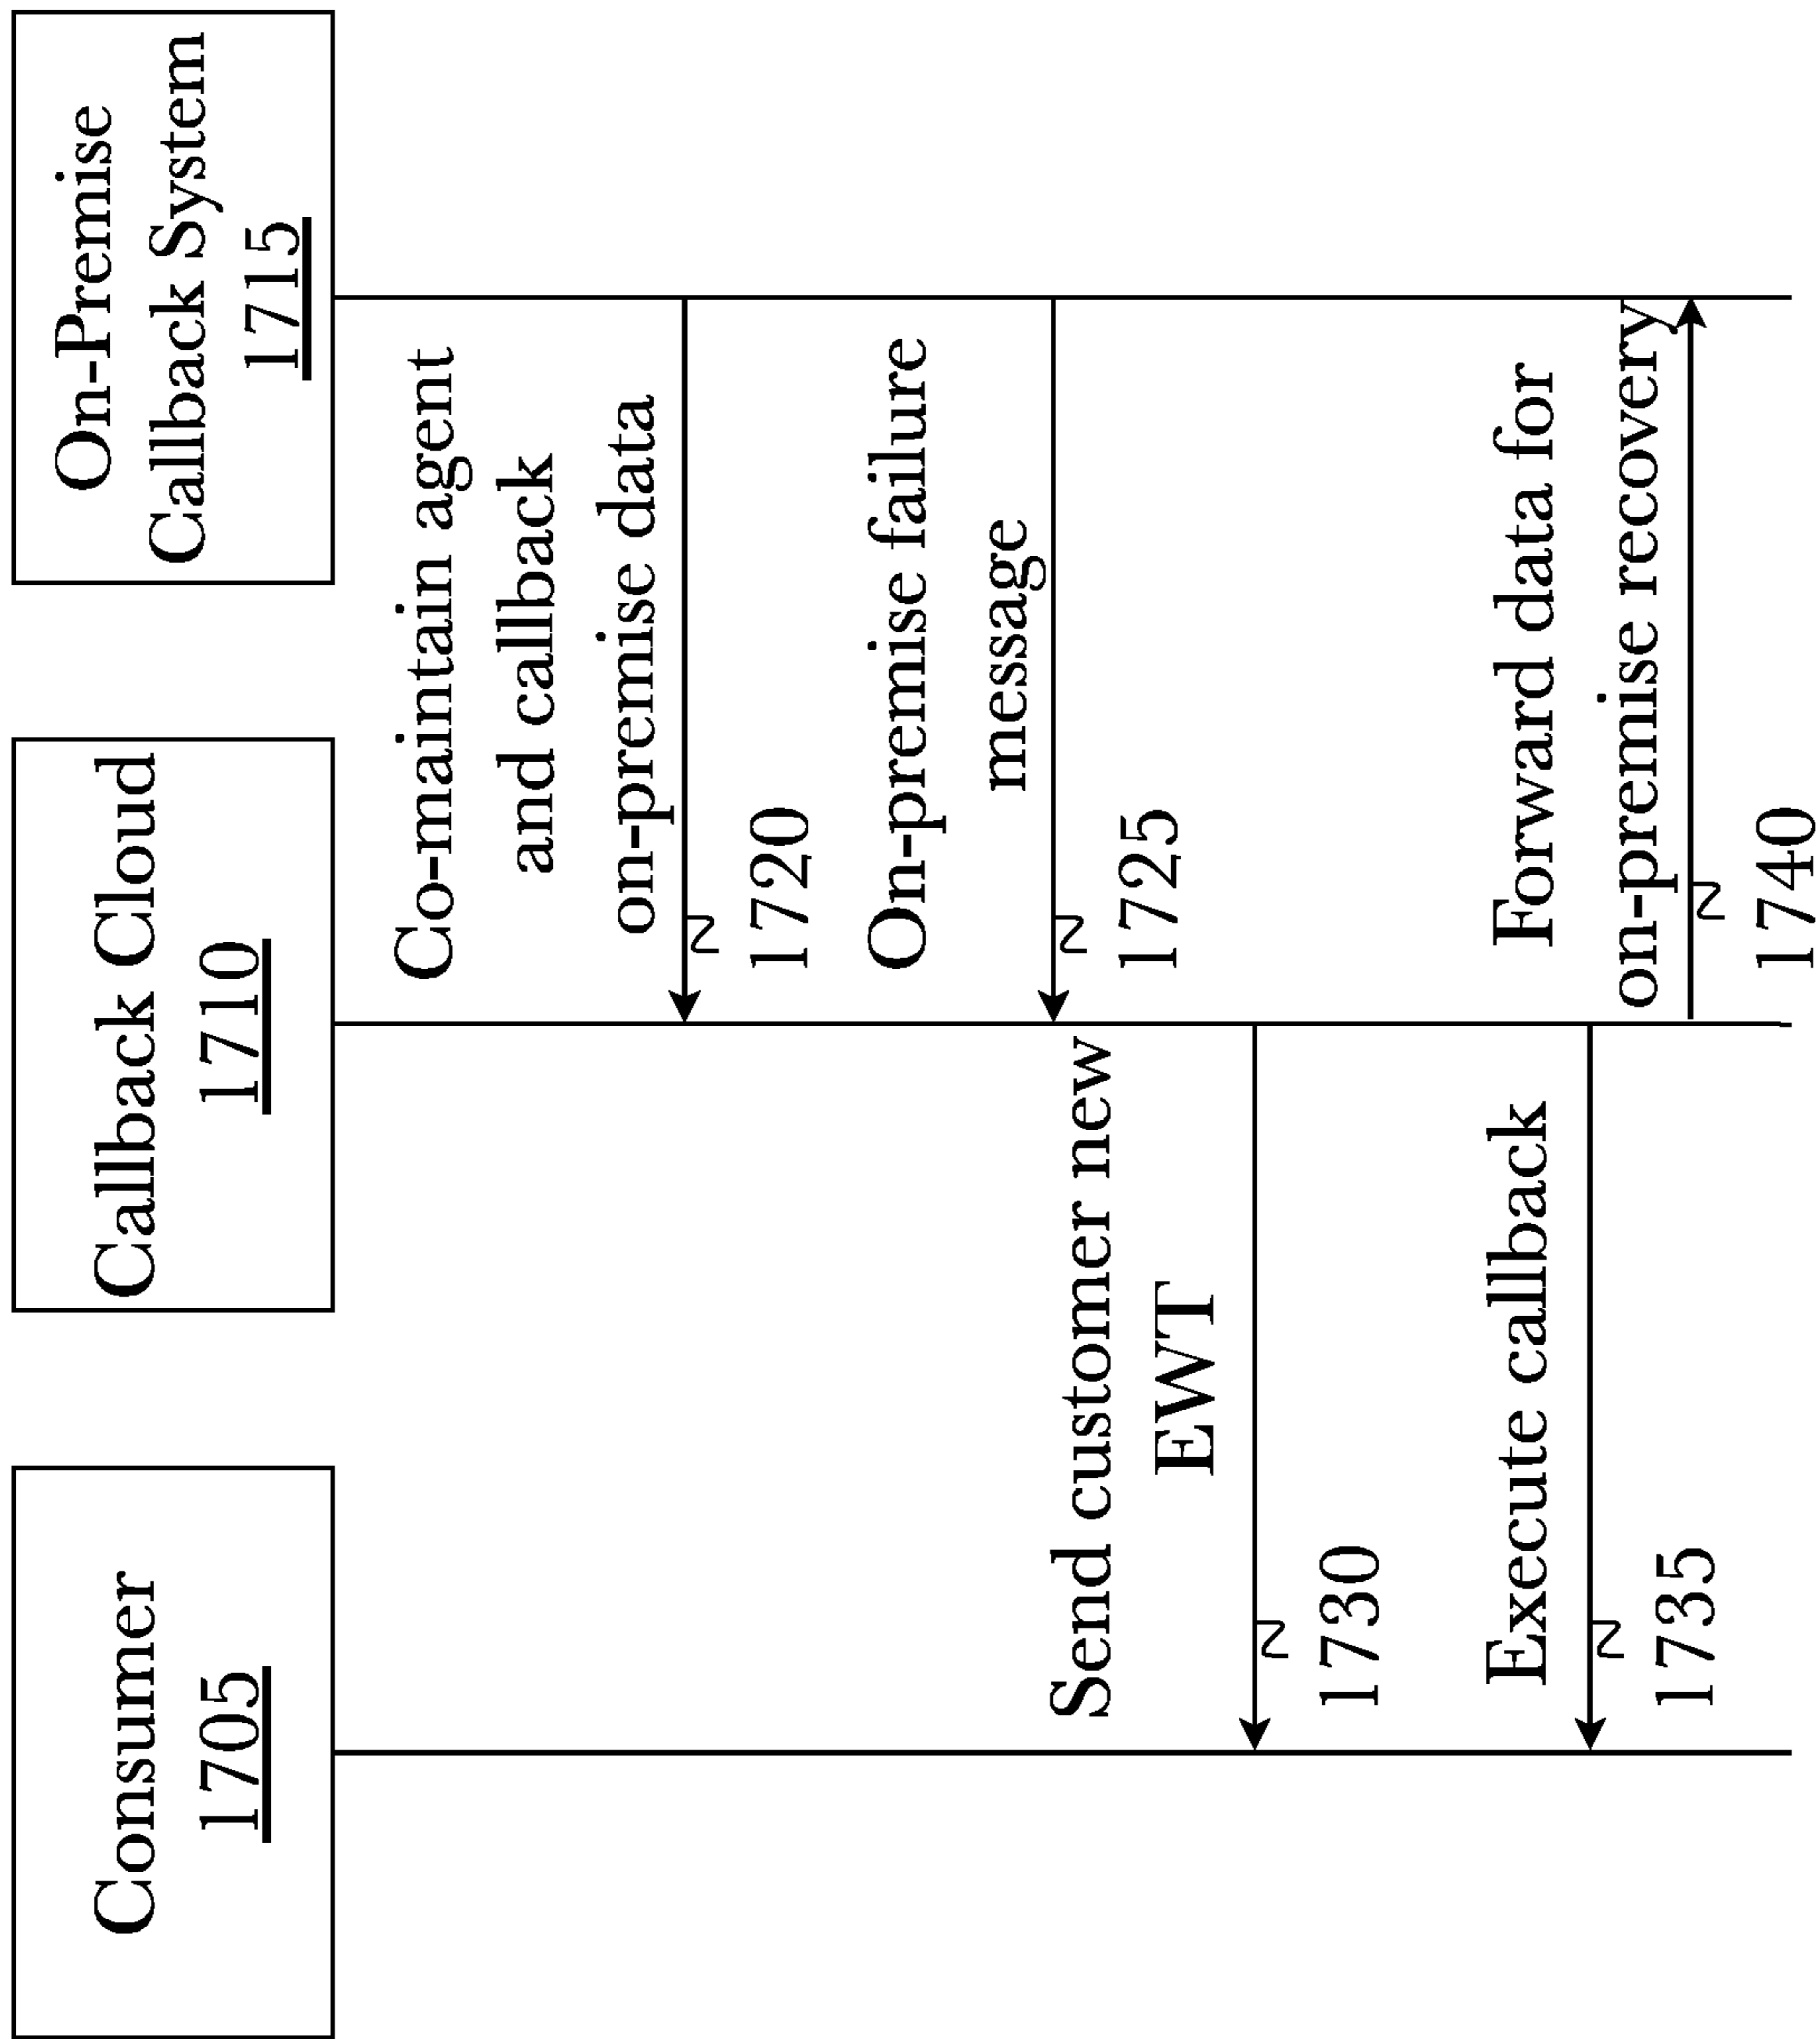 Consumer
1705
Callback Cloud
1710
On-Premise
Callback System
1715
Co-maintain agent
and callback
on-premise data
1720
On-premise failure
message
1725
Send customer new
EWT
1730
Execute callback
1735
Forward data for
on-premise recovery
1740